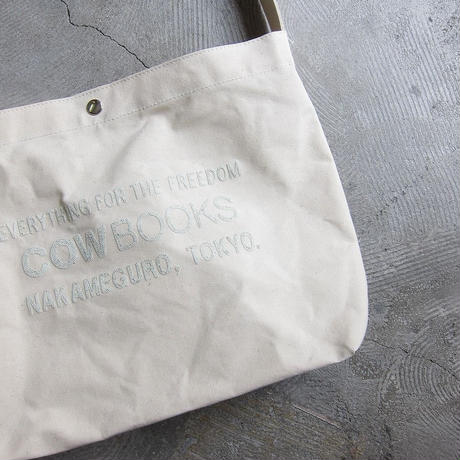 EVERYTHING FOR THE FREEDOM
COW BOOKS
NAKAMEGURO, TOKYO.